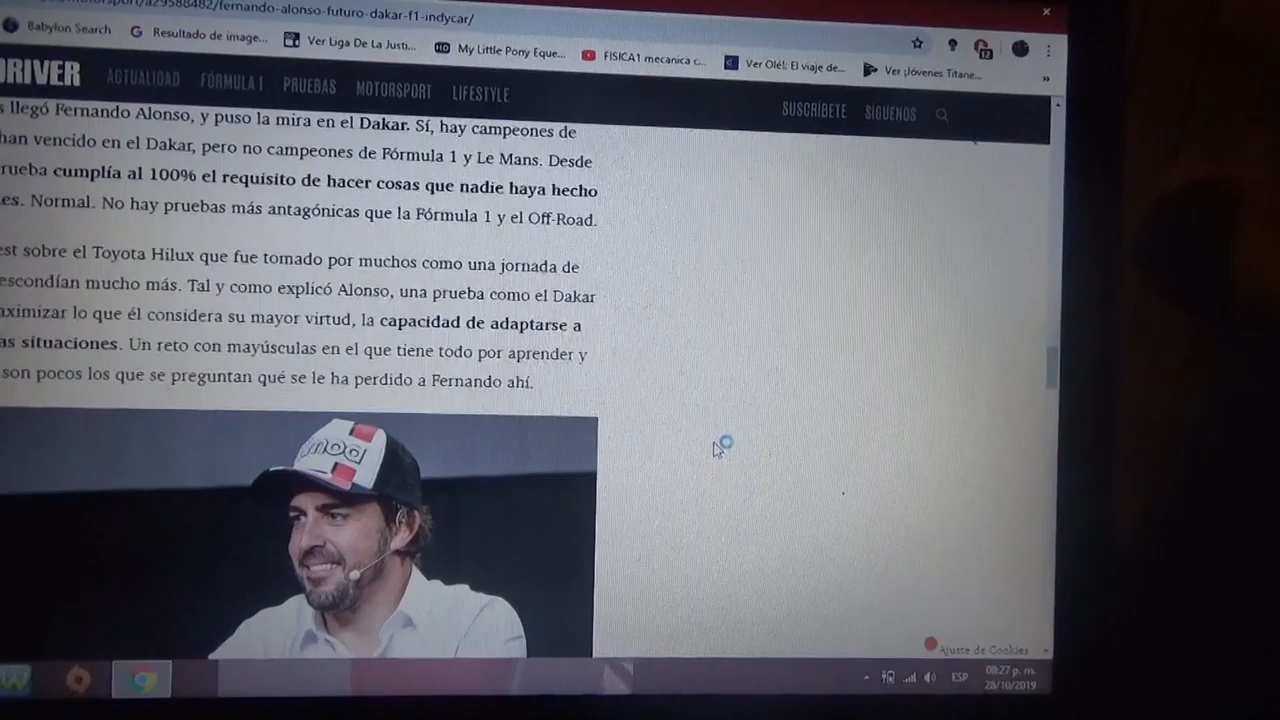 /a29588482/fernando-alonso-futuro-dakar-f1-indycar/
Babylon Search
Resultado de image...
Ver Liga De La Justi...
My Little Pony Eque...
FISICA1 mecanica c...
Ver Olé!: El viaje de...
Ver ¡Jóvenes Titane...
12
DRIVER
ACTUALIDAD
FÓRMULA 1
PRUEBAS
MOTORSPORT
LIFESTYLE
SUSCRÍBETE
SÍGUENOS
s llegó Fernando Alonso, y puso la mira en el Dakar. Sí, hay campeones de
han vencido en el Dakar, pero no campeones de Fórmula 1 y Le Mans. Desde
rueba cumplía al 100% el requisito de hacer cosas que nadie haya hecho
es. Normal. No hay pruebas más antagónicas que la Fórmula 1 y el Off-Road.
est sobre el Toyota Hilux que fue tomado por muchos como una jornada de
escondían mucho más. Tal y como explicó Alonso, una prueba como el Dakar
aximizar lo que él considera su mayor virtud, la capacidad de adaptarse a
as situaciones. Un reto con mayúsculas en el que tiene todo por aprender y
son pocos los que se preguntan qué se le ha perdido a Fernando ahí.
Ajuste de Cookies
ESP
08:27 p. m.
28/10/2019